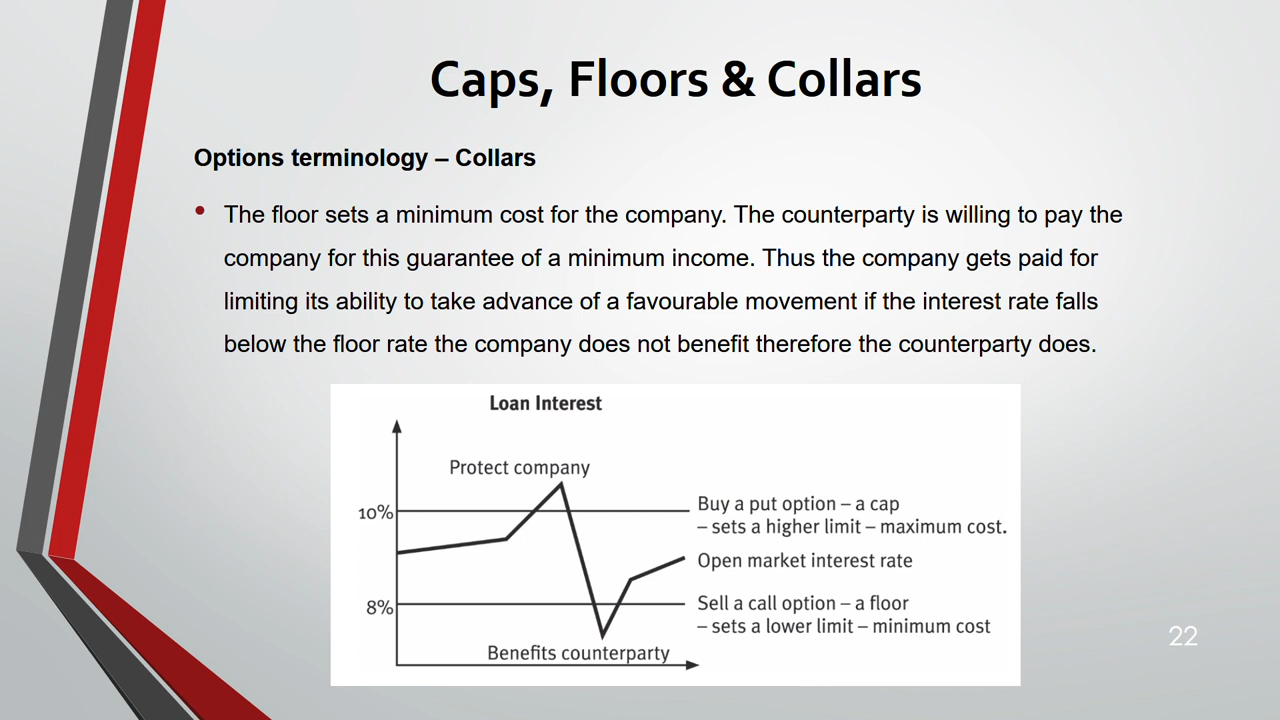 Caps, Floors & Collars
Options terminology – Collars
• The floor sets a minimum cost for the company. The counterparty is willing to pay the
company for this guarantee of a minimum income. Thus the company gets paid for
limiting its ability to take advance of a favourable movement if the interest rate falls
below the floor rate the company does not benefit therefore the counterparty does.
Loan Interest
Protect company
10%
Buy a put option – a cap
– sets a higher limit – maximum cost.
Open market interest rate
8%
Sell a call option – a floor
– sets a lower limit – minimum cost
Benefits counterparty
22